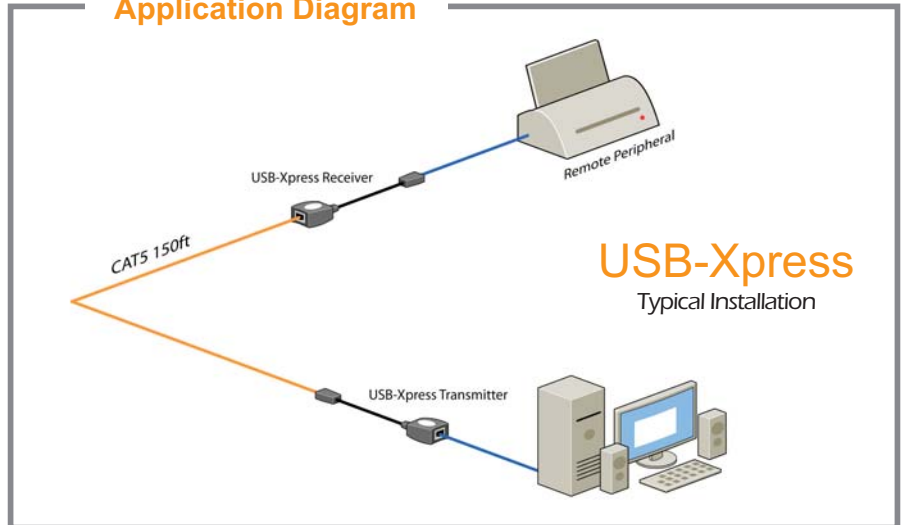 Application Diagram
Remote Peripheral
USB-Xpress Receiver
CAT5 150ft
USB-Xpress
Typical Installation
USB-Xpress Transmitter